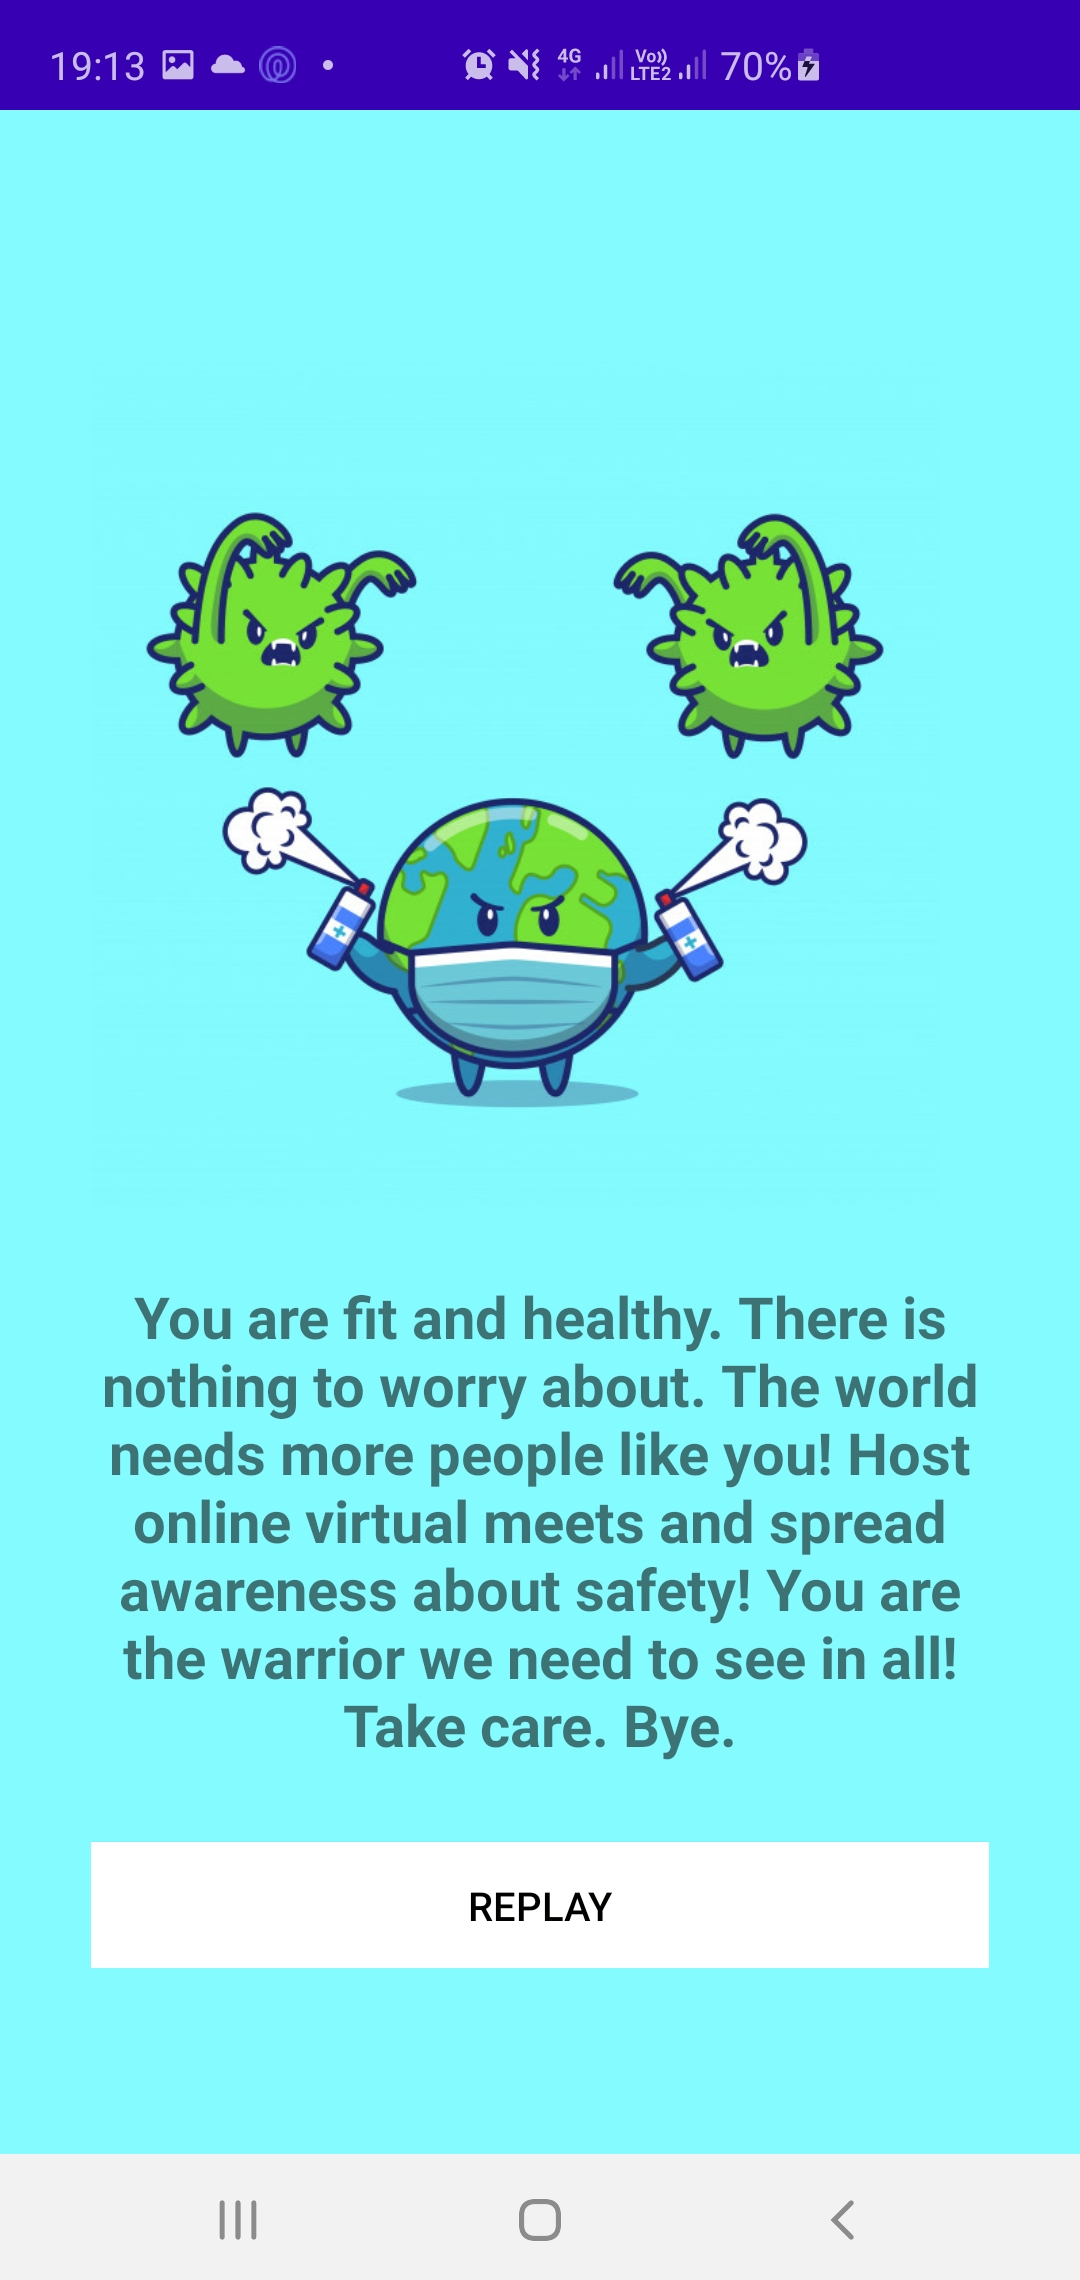 19:13 4G Vo)) LTE2 70%
You are fit and healthy. There is
nothing to worry about. The world
needs more people like you! Host
online virtual meets and spread
awareness about safety! You are
the warrior we need to see in all!
Take care. Bye.
REPLAY